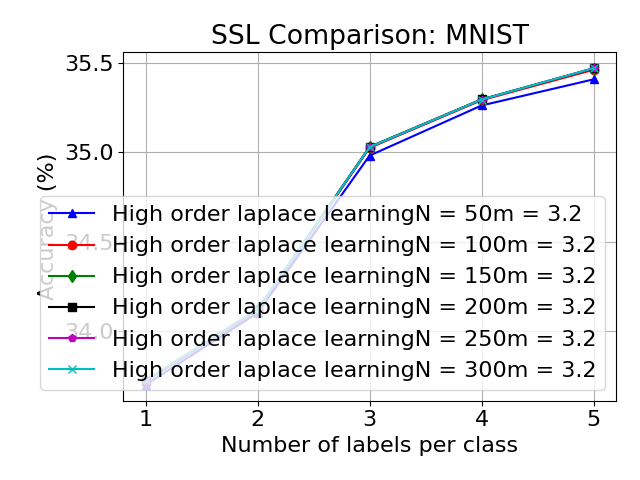 SSL Comparison: MNIST
35.5
35.0
34.5
34.0
Accuracy (%)
High order laplace learningN = 50m = 3.2
High order laplace learningN = 100m = 3.2
High order laplace learningN = 150m = 3.2
High order laplace learningN = 200m = 3.2
High order laplace learningN = 250m = 3.2
High order laplace learningN = 300m = 3.2
1 2 3 4 5
Number of labels per class